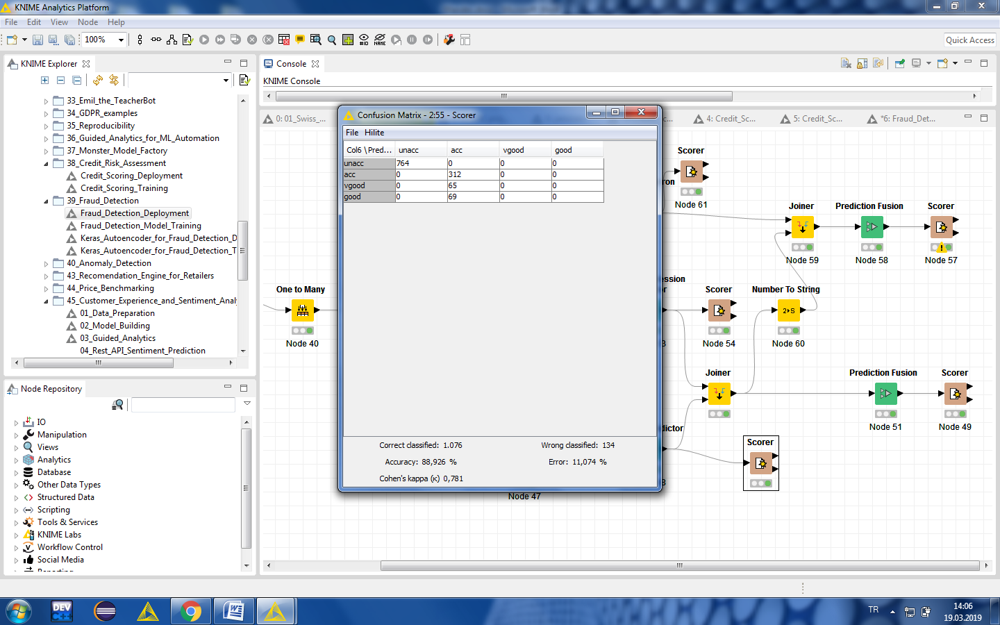 KNIME Analytics Platform
File Edit View Node Help
100%
Quick Access
KNIME Explorer
33_Emil_the_TeacherBot
34_GDPR_examples
35_Reproducibility
36_Guided_Analytics_for_ML_Automation
37_Monster_Model_Factory
38_Credit_Risk_Assessment
Credit_Scoring_Deployment
Credit_Scoring_Training
39_Fraud_Detection
Fraud_Detection_Deployment
Fraud_Detection_Model_Training
Keras_Autoencoder_for_Fraud_Detection_D
Keras_Autoencoder_for_Fraud_Detection_T
40_Anomaly_Detection
43_Recomendation_Engine_for_Retailers
44_Price_Benchmarking
45_Customer_Experience_and_Sentiment_Anal
01_Data_Preparation
02_Model_Building
03_Guided_Analytics
04_Rest_API_Sentiment_Prediction
Node Repository
IO
Manipulation
Views
Analytics
Database
Other Data Types
Structured Data
Scripting
Tools & Services
KNIME Labs
Workflow Control
Social Media
Reporting
Console
KNIME Console
0: 01_Swiss_...
c...
4: Credit_Sc...
5: Credit_Sc...
*6: Fraud_Det...
Confusion Matrix - 2:55 - Scorer
File Hilite
Col6 \Pred... unacc acc vgood good
unacc 764 0 0 0
acc 0 312 0 0
vgood 0 65 0 0
good 0 69 0 0
Correct classified: 1.076 Wrong classified: 134
Accuracy: 88,926 % Error: 11,074 %
Cohen's kappa (κ) 0,781
One to Many
Node 40
Scorer
Node 61
ron
Joiner
Node 59
Prediction Fusion
Node 58
Scorer
Node 57
ession
or
3
Scorer
Node 54
Number To String
2▸S
Node 60
Joiner
Prediction Fusion
Node 51
Scorer
Node 49
dictor
8
Scorer
Node 47
DEV
C++
TR
14:06
19.03.2019